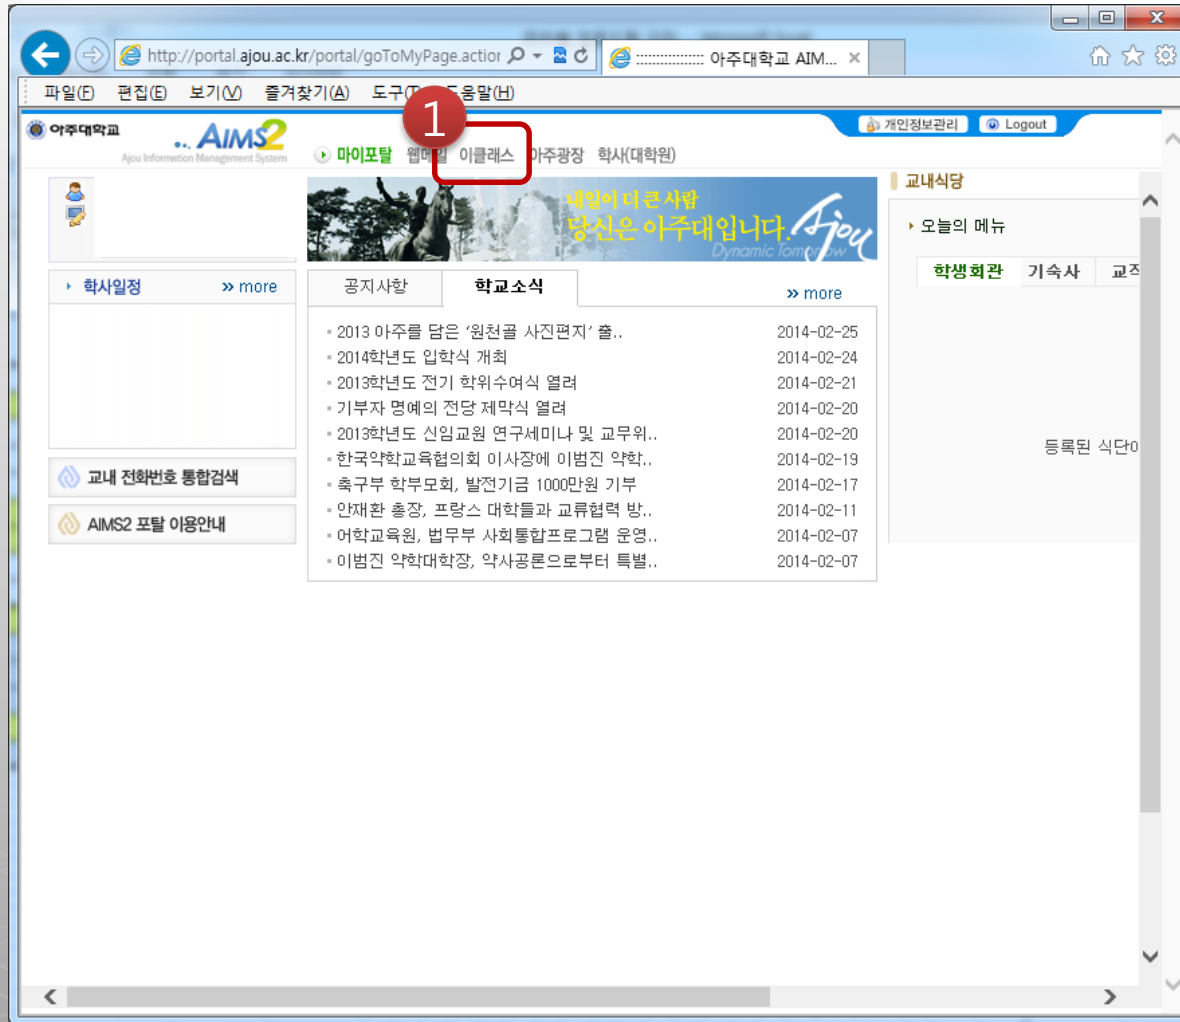 http://portal.ajou.ac.kr/portal/goToMyPage.action
:::::::::::::::: 아주대학교 AIM...
파일(F) 편집(E) 보기(V) 즐겨찾기(A) 도구(T) 도움말(H)
1
아주대학교
AIMS2
Ajou Information Management System
마이포탈 웹메일 이클래스 아주광장 학사(대학원)
개인정보관리 Logout
내일이 더 큰 사람
당신은 아주대입니다.
Ajou
Dynamic Tomorrow
학사일정 >> more
교내 전화번호 통합검색
AIMS2 포탈 이용안내
공지사항 학교소식 >> more
2013 아주를 담은 ‘원천골 사진편지’ 출.. 2014-02-25
2014학년도 입학식 개최 2014-02-24
2013학년도 전기 학위수여식 열려 2014-02-21
기부자 명예의 전당 제막식 열려 2014-02-20
2013학년도 신임교원 연구세미나 및 교무위.. 2014-02-20
한국약학교육협의회 이사장에 이범진 약학.. 2014-02-19
축구부 학부모회, 발전기금 1000만원 기부 2014-02-17
안재환 총장, 프랑스 대학들과 교류협력 방.. 2014-02-11
어학교육원, 법무부 사회통합프로그램 운영.. 2014-02-07
이범진 약학대학장, 약사공론으로부터 특별.. 2014-02-07
교내식당
오늘의 메뉴
학생회관 기숙사 교직
등록된 식단이